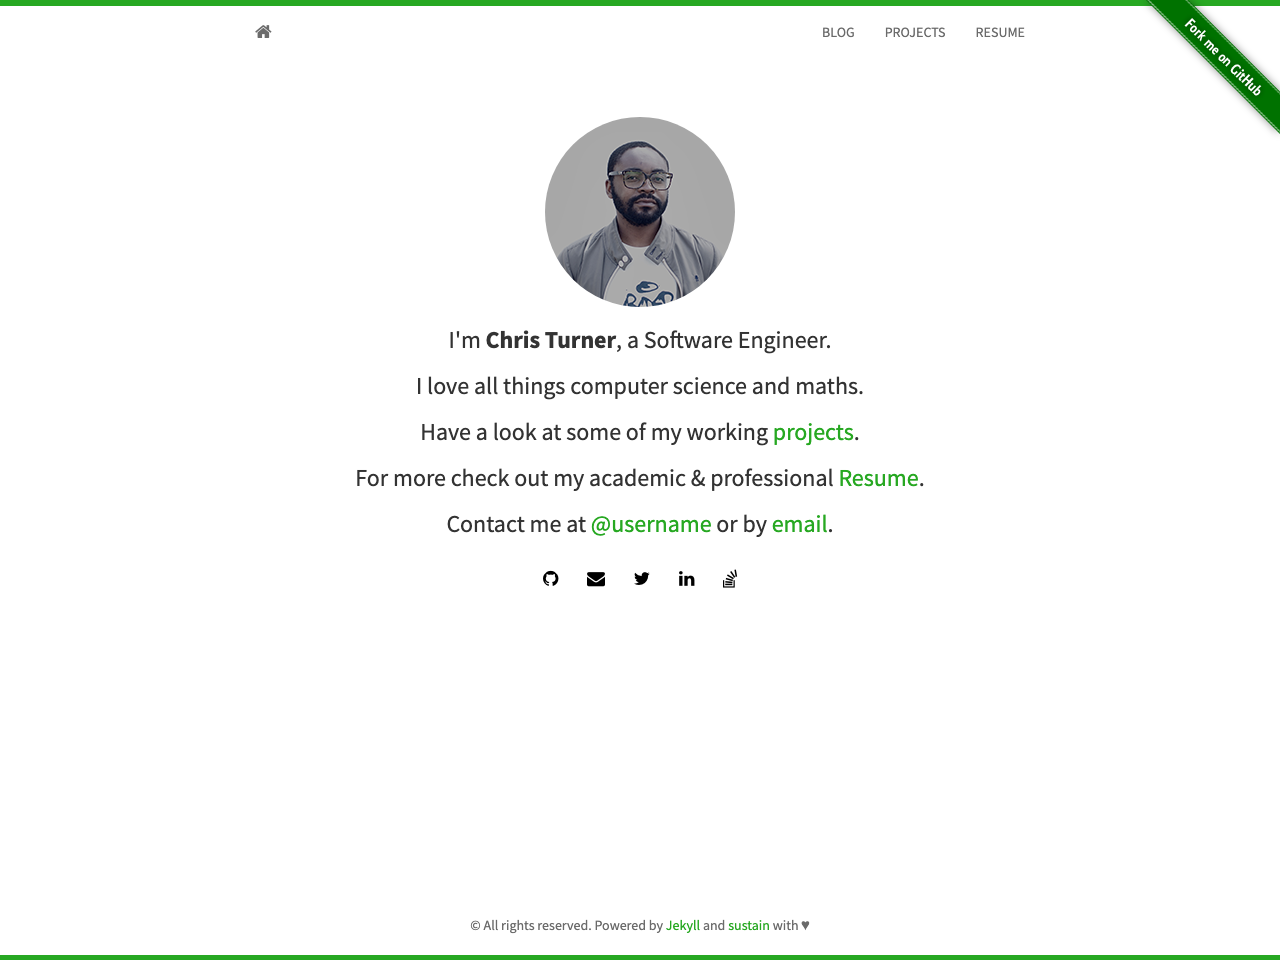 BLOG PROJECTS RESUME
Fork me on GitHub
I'm Chris Turner, a Software Engineer.
I love all things computer science and maths.
Have a look at some of my working projects.
For more check out my academic & professional Resume.
Contact me at @username or by email.
© All rights reserved. Powered by Jekyll and sustain with ♥